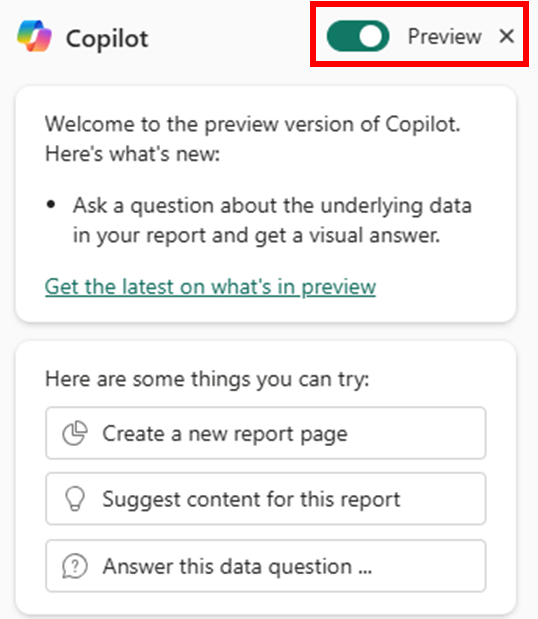 Copilot
Preview
Welcome to the preview version of Copilot.
Here's what's new:
• Ask a question about the underlying data
in your report and get a visual answer.
Get the latest on what's in preview
Here are some things you can try:
Create a new report page
Suggest content for this report
Answer this data question ...